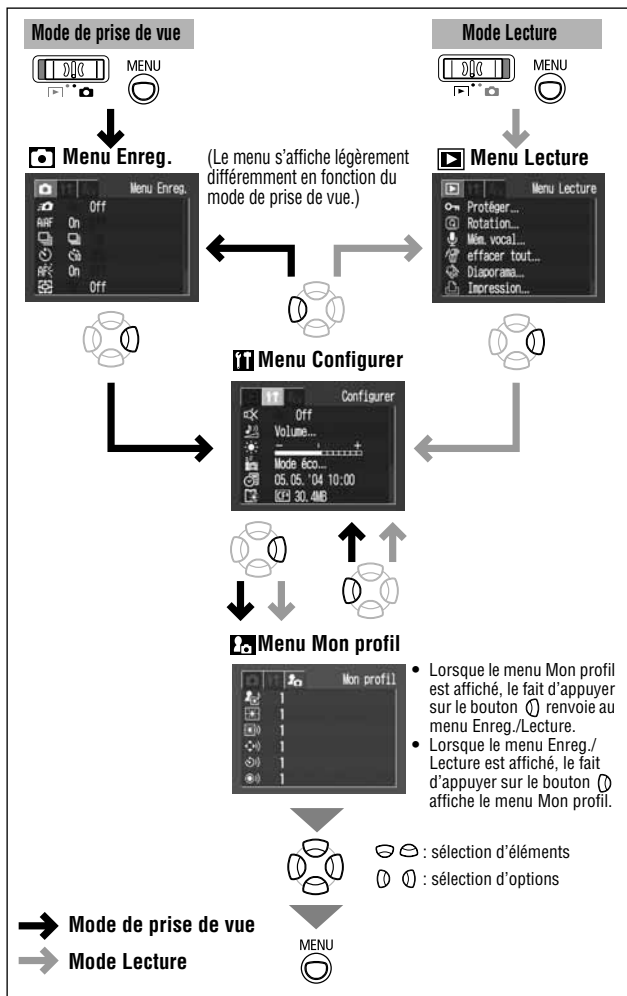 Mode de prise de vue
Mode Lecture
MENU
MENU
Menu Enreg.
(Le menu s'affiche légèrement
différemment en fonction du
mode de prise de vue.)
Menu Lecture
Menu Enreg.
Off
AiAF On
On
Off
Menu Lecture
Protéger...
Rotation...
Mém. vocal...
effacer tout...
Diaporama...
Impression...
Menu Configurer
Configurer
Off
Volume...
- +
Mode éco...
05.05.'04 10:00
CF 30.4MB
Menu Mon profil
Mon profil
1
1
1
1
1
1
• Lorsque le menu Mon profil
est affiché, le fait d'appuyer
sur le bouton renvoie au
menu Enreg./Lecture.
• Lorsque le menu Enreg./
Lecture est affiché, le fait
d'appuyer sur le bouton
affiche le menu Mon profil.
: sélection d'éléments
: sélection d'options
Mode de prise de vue
Mode Lecture
MENU